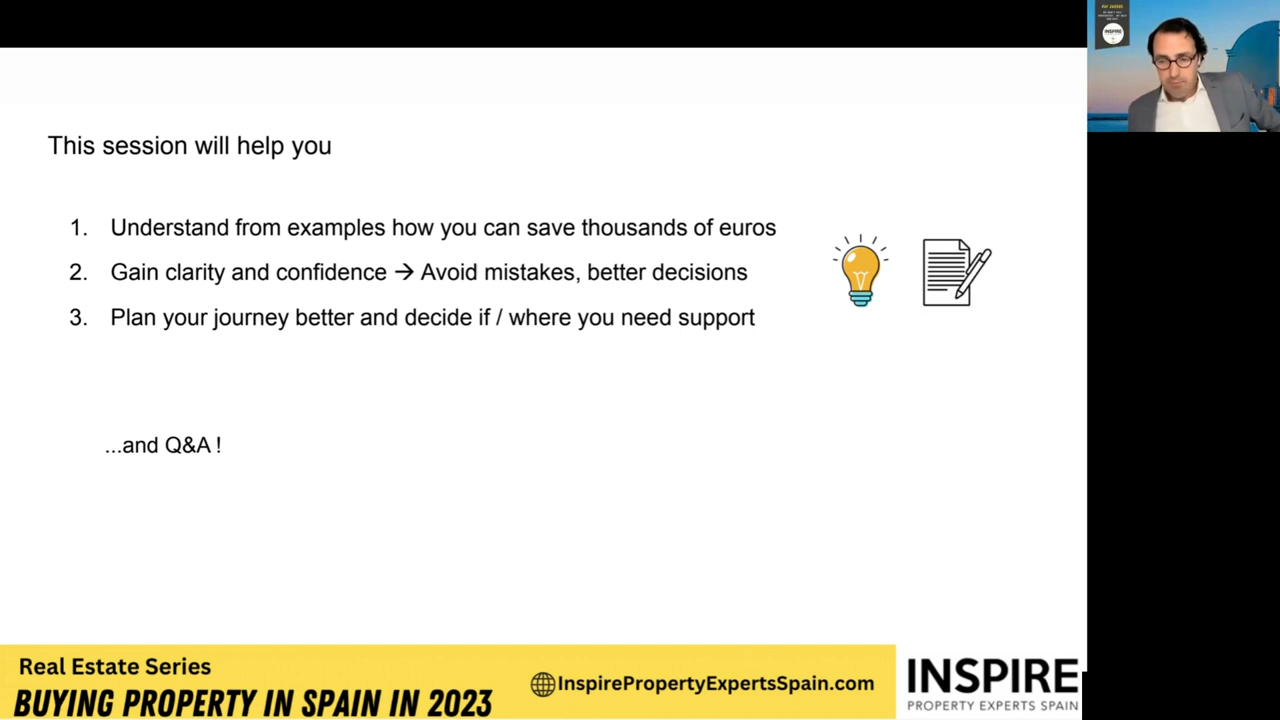 This session will help you
1. Understand from examples how you can save thousands of euros
2. Gain clarity and confidence → Avoid mistakes, better decisions
3. Plan your journey better and decide if / where you need support
...and Q&A !
Real Estate Series
BUYING PROPERTY IN SPAIN IN 2023
InspirePropertyExpertsSpain.com
INSPIRE
PROPERTY EXPERTS SPAIN
INSPIRE